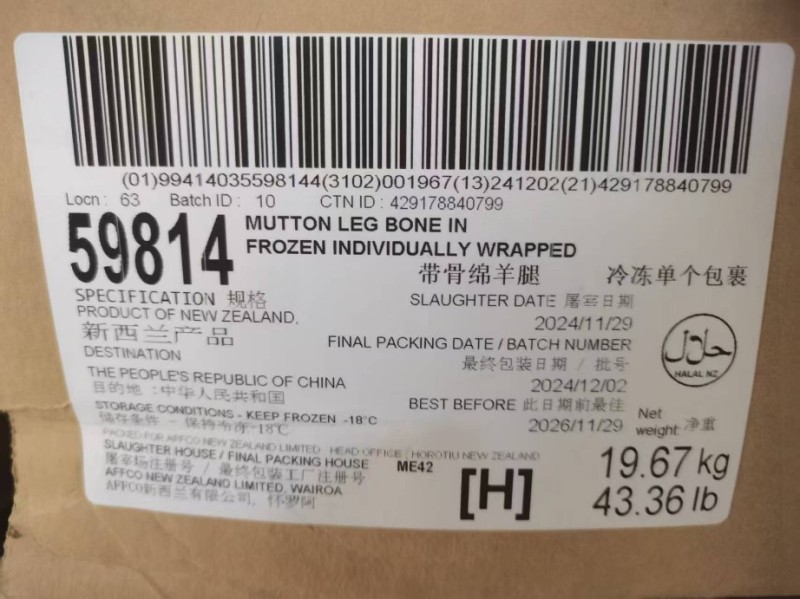 (01)99414035598144(3102)001967(13)241202(21)429178840799
Locn : 63 Batch ID : 10 CTN ID : 429178840799
59814
MUTTON LEG BONE IN
FROZEN INDIVIDUALLY WRAPPED
带骨绵羊腿 冷冻单个包裹
SPECIFICATION 规格
PRODUCT OF NEW ZEALAND.
新西兰产品
DESTINATION
THE PEOPLE'S REPUBLIC OF CHINA
目的地 :中华人民共和国
STORAGE CONDITIONS - KEEP FROZEN -18°C
储存条件 - 保持冷冻-18°C
SLAUGHTER DATE 屠宰日期
2024/11/29
FINAL PACKING DATE / BATCH NUMBER
最终包装日期 / 批号
2024/12/02
BEST BEFORE 此日期前最佳
2026/11/29
حلال
HALAL NZ
Net
weight: 净重
19.67 kg
43.36 lb
PACKED FOR AFFCO NEW ZEALAND LIMITED HEAD OFFICE : HOROTIU NEW ZEALAND
SLAUGHTER HOUSE / FINAL PACKING HOUSE ME42
屠宰场注册号 / 最终包装工厂注册号
AFFCO NEW ZEALAND LIMITED, WAIROA
AFFCO新西兰有限公司, 怀罗阿
[H]